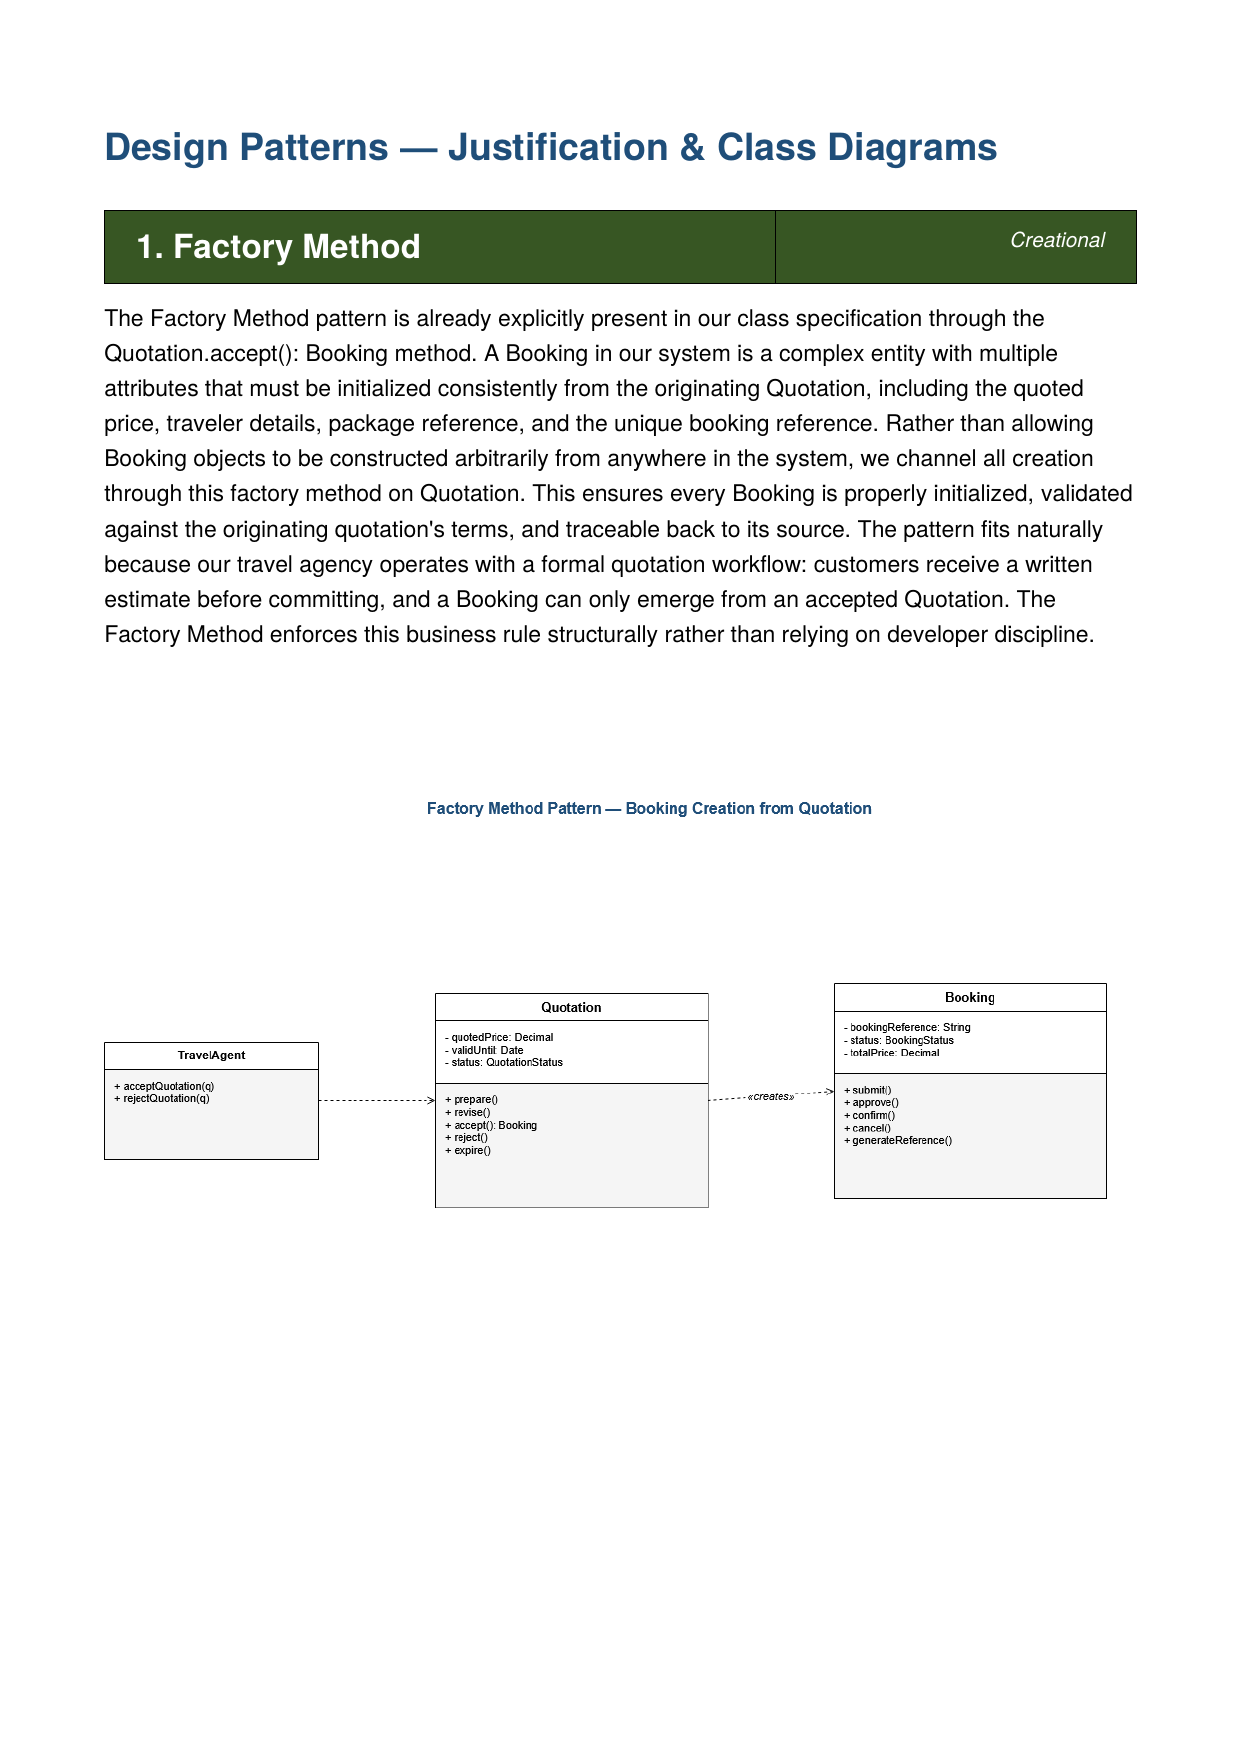 Design Patterns — Justification & Class Diagrams
1. Factory Method
Creational
The Factory Method pattern is already explicitly present in our class specification through the
Quotation.accept(): Booking method. A Booking in our system is a complex entity with multiple
attributes that must be initialized consistently from the originating Quotation, including the quoted
price, traveler details, package reference, and the unique booking reference. Rather than allowing
Booking objects to be constructed arbitrarily from anywhere in the system, we channel all creation
through this factory method on Quotation. This ensures every Booking is properly initialized, validated
against the originating quotation's terms, and traceable back to its source. The pattern fits naturally
because our travel agency operates with a formal quotation workflow: customers receive a written
estimate before committing, and a Booking can only emerge from an accepted Quotation. The
Factory Method enforces this business rule structurally rather than relying on developer discipline.
Factory Method Pattern — Booking Creation from Quotation
TravelAgent
+ acceptQuotation(q)
+ rejectQuotation(q)
Quotation
- quotedPrice: Decimal
- validUntil: Date
- status: QuotationStatus
+ prepare()
+ revise()
+ accept(): Booking
+ reject()
+ expire()
«creates»
Booking
- bookingReference: String
- status: BookingStatus
- totalPrice: Decimal
+ submit()
+ approve()
+ confirm()
+ cancel()
+ generateReference()